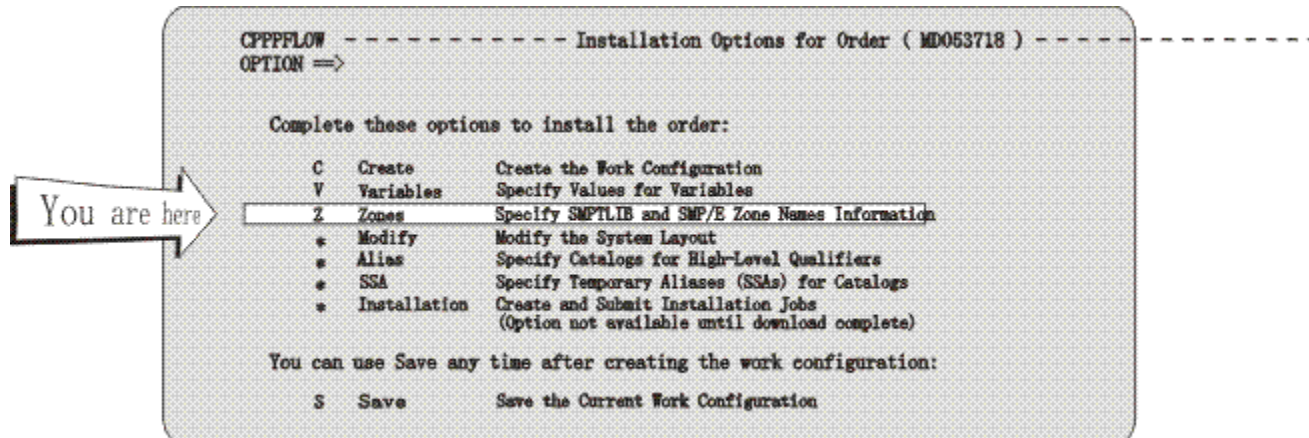 CPPPFLOW - - - - - - - - - - - - Installation Options for Order ( MD053718 ) - - - - - - - - - - - - -
OPTION ==>
Complete these options to install the order:
C Create Create the Work Configuration
V Variables Specify Values for Variables
You are here
Z Zones Specify SMPTLIB and SMP/E Zone Names Information
* Modify Modify the System Layout
* Alias Specify Catalogs for High-Level Qualifiers
* SSA Specify Temporary Aliases (SSAs) for Catalogs
* Installation Create and Submit Installation Jobs
(Option not available until download complete)
You can use Save any time after creating the work configuration:
S Save Save the Current Work Configuration